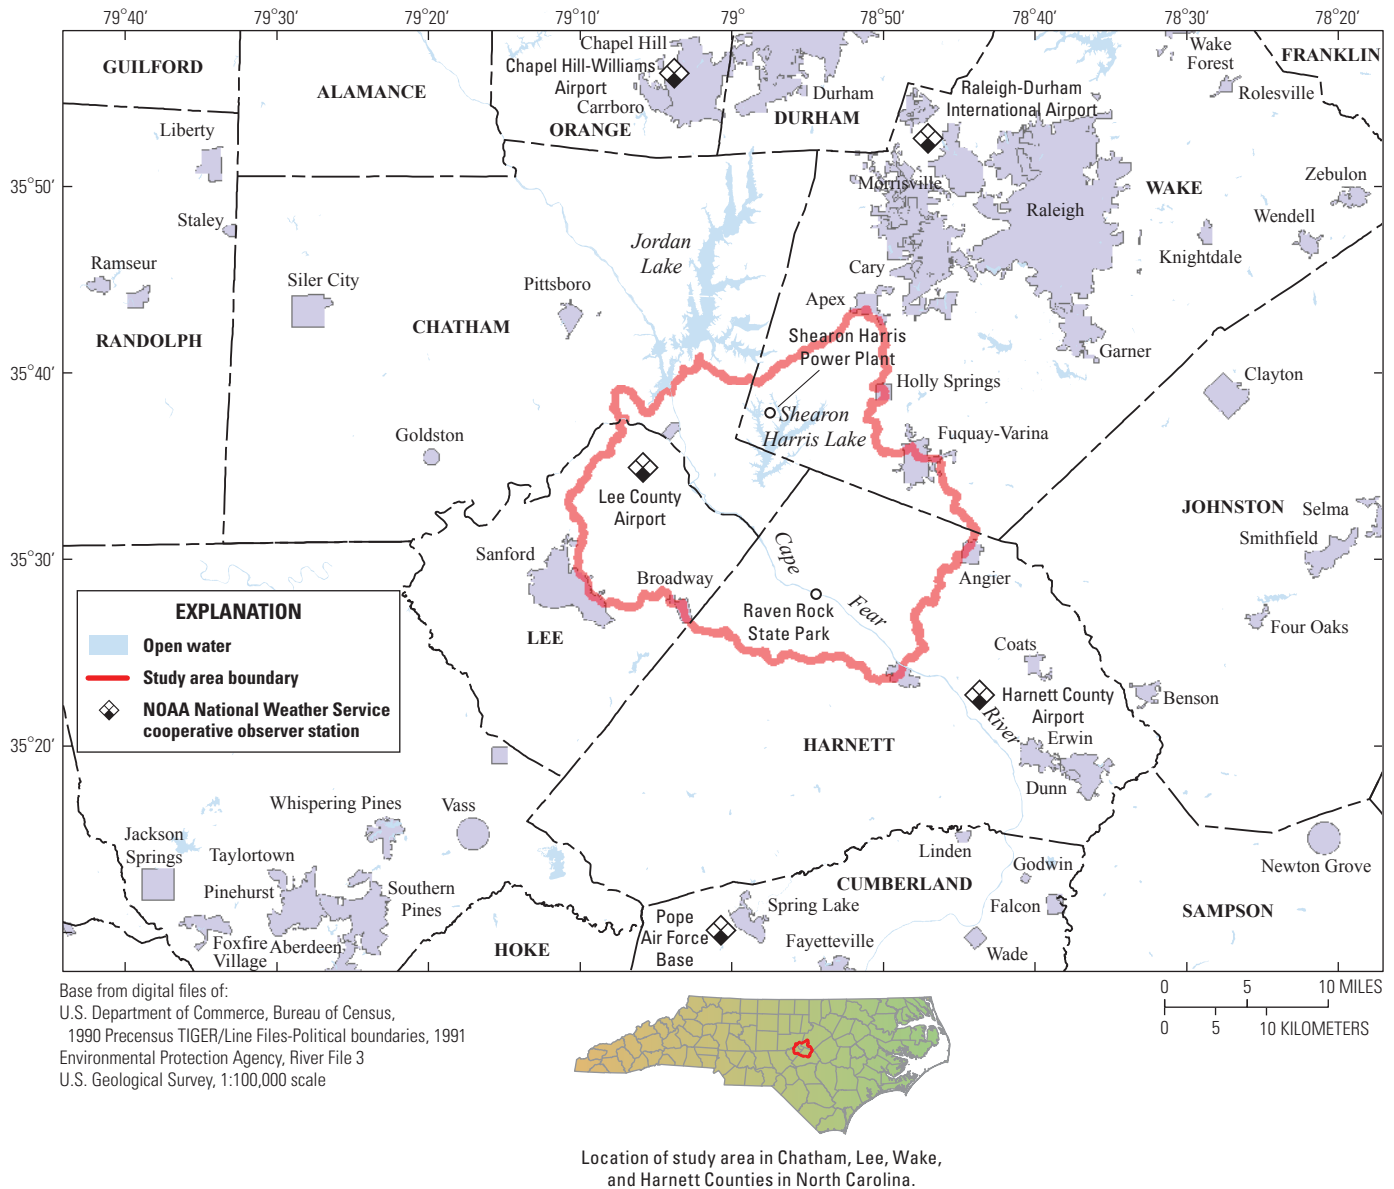 79°40'
79°30'
79°20'
79°10'
79°
78°50'
78°40'
78°30'
78°20'
35°50'
35°40'
35°30'
35°20'
GUILFORD
ALAMANCE
Chapel Hill
Chapel Hill-Williams
Airport
Carrboro
ORANGE
Durham
DURHAM
Raleigh-Durham
International Airport
Wake
Forest
FRANKLIN
Rolesville
Liberty
Staley
Ramseur
RANDOLPH
Siler City
CHATHAM
Pittsboro
Jordan
Lake
Morrisville
Raleigh
WAKE
Zebulon
Wendell
Knightdale
Cary
Apex
Garner
Shearon Harris
Power Plant
Holly Springs
Shearon
Harris Lake
Clayton
Goldston
Fuquay-Varina
Lee County
Airport
JOHNSTON
Selma
Smithfield
Sanford
Broadway
Cape
Fear
River
Angier
Raven Rock
State Park
Four Oaks
LEE
Coats
Harnett County
Airport
Benson
Erwin
Dunn
HARNETT
EXPLANATION
Open water
Study area boundary
NOAA National Weather Service
cooperative observer station
Whispering Pines
Vass
Jackson
Springs
Taylortown
Pinehurst
Southern
Pines
Foxfire
Village
Aberdeen
HOKE
Pope
Air Force
Base
Spring Lake
Fayetteville
CUMBERLAND
Linden
Godwin
Falcon
Wade
SAMPSON
Newton Grove
Base from digital files of:
U.S. Department of Commerce, Bureau of Census,
1990 Precensus TIGER/Line Files-Political boundaries, 1991
Environmental Protection Agency, River File 3
U.S. Geological Survey, 1:100,000 scale
0 5 10 MILES
0 5 10 KILOMETERS
Location of study area in Chatham, Lee, Wake,
and Harnett Counties in North Carolina.